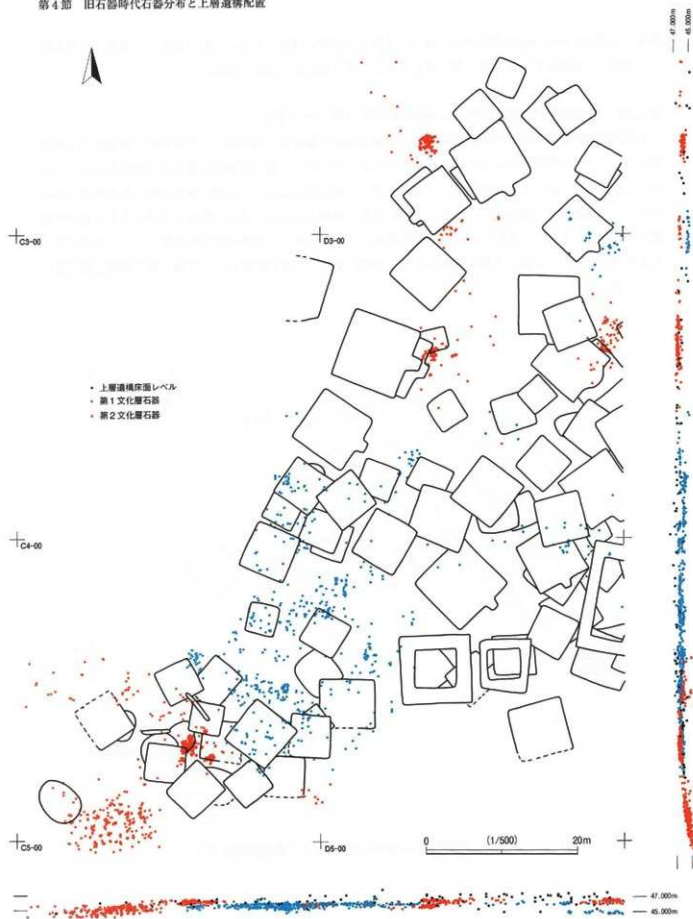 第4節　旧石器時代石器分布と上層遺構配置
47.000m
45.000m
C3-00
D3-00
・ 上層遺構床面レベル
・ 第1文化層石器
・ 第2文化層石器
C4-00
C5-00
D5-00
0
(1/500)
20m
47.000m
45.000m